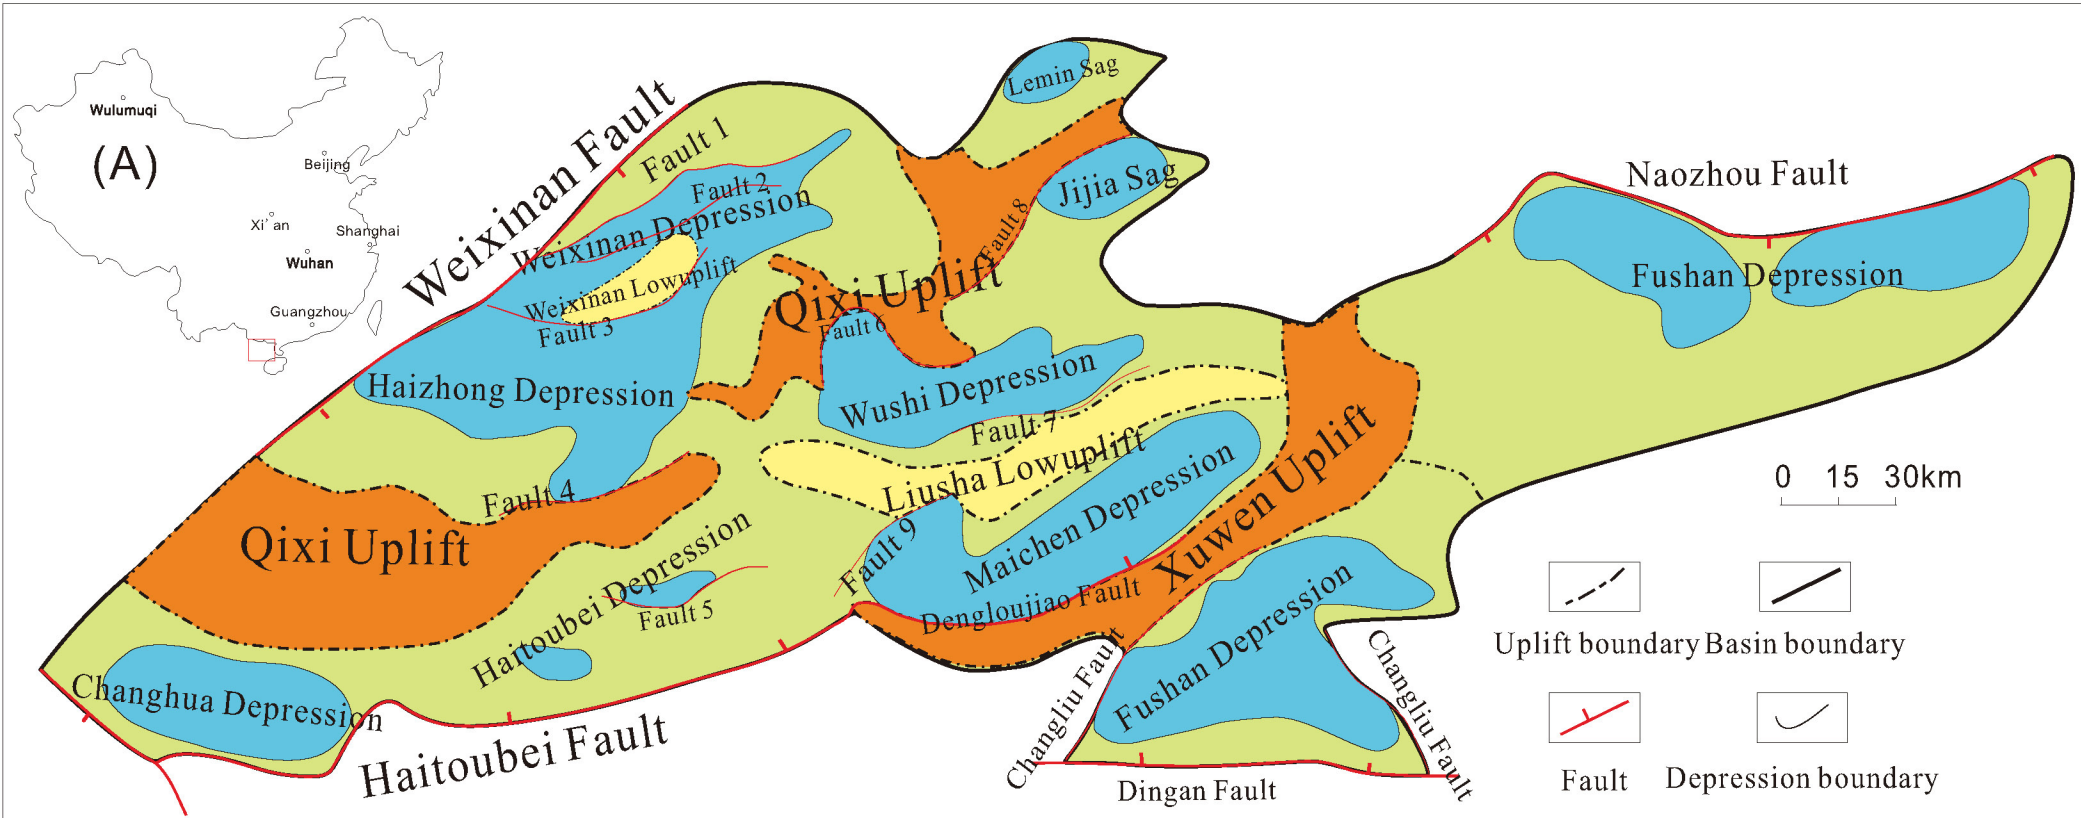 Wulumuqi
(A)
Beijing
Xi'an
Shanghai
Wuhan
Guangzhou
Weixinan Fault
Fault 1
Fault 2
Weixinan Depression
Weixinan Lowuplift
Fault 3
Haizhong Depression
Lemin Sag
Jijia Sag
Fault 8
Qixi Uplift
Fault 6
Wushi Depression
Fault 7
Liusha Lowuplift
Naozhou Fault
Fushan Depression
Fault 4
Qixi Uplift
Haitoubei Depression
Fault 5
Fault 9
Maichen Depression
Dengloujiao Fault
Xuwen Uplift
Changhua Depression
Haitoubei Fault
Changliu Fault
Fushan Depression
Changliu Fault
Dingan Fault
0 15 30km
Uplift boundary
Basin boundary
Fault
Depression boundary